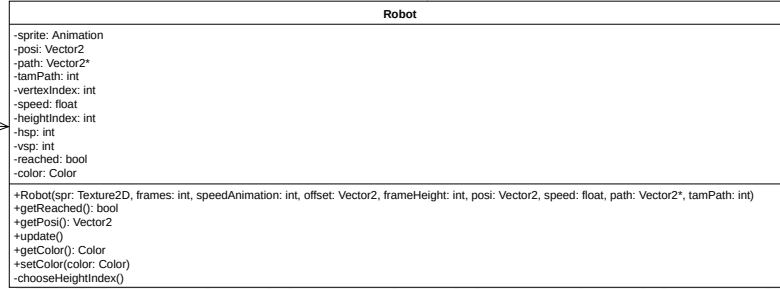 Robot
-sprite: Animation
-posi: Vector2
-path: Vector2*
-tamPath: int
-vertexIndex: int
-speed: float
-heightIndex: int
-hsp: int
-vsp: int
-reached: bool
-color: Color
+Robot(spr: Texture2D, frames: int, speedAnimation: int, offset: Vector2, frameHeight: int, posi: Vector2, speed: float, path: Vector2*, tamPath: int)
+getReached(): bool
+getPosi(): Vector2
+update()
+getColor(): Color
+setColor(color: Color)
-chooseHeightIndex()